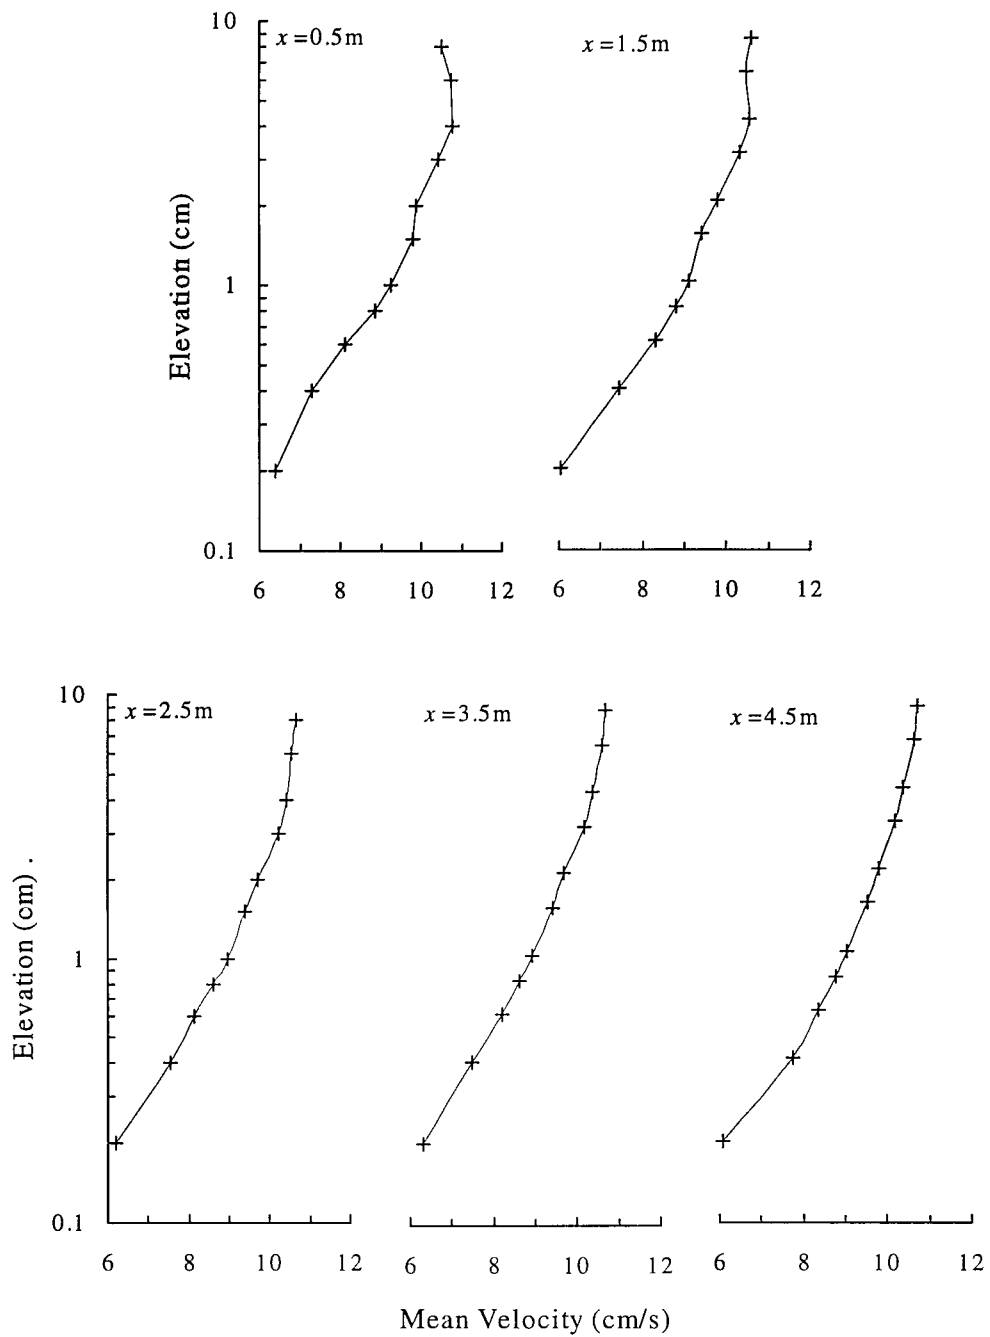 10
x=0.5m
x=1.5m
Elevation (cm)
1
0.1
6 8 10 12
6 8 10 12
10
x=2.5m
x=3.5m
x=4.5m
Elevation (cm) .
1
0.1
6 8 10 12
6 8 10 12
6 8 10 12
Mean Velocity (cm/s)